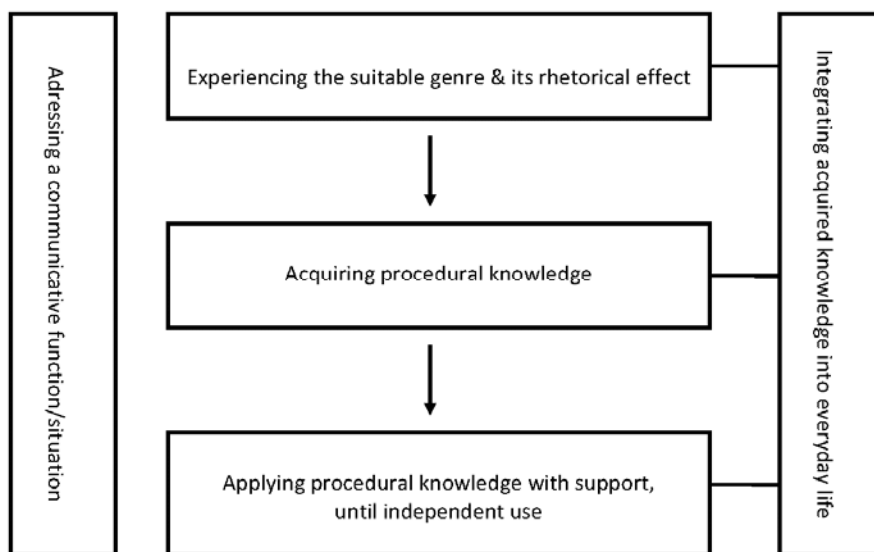 Adressing a communicative function/situation
Experiencing the suitable genre & its rhetorical effect
Acquiring procedural knowledge
Applying procedural knowledge with support,
until independent use
Integrating acquired knowledge into everyday life